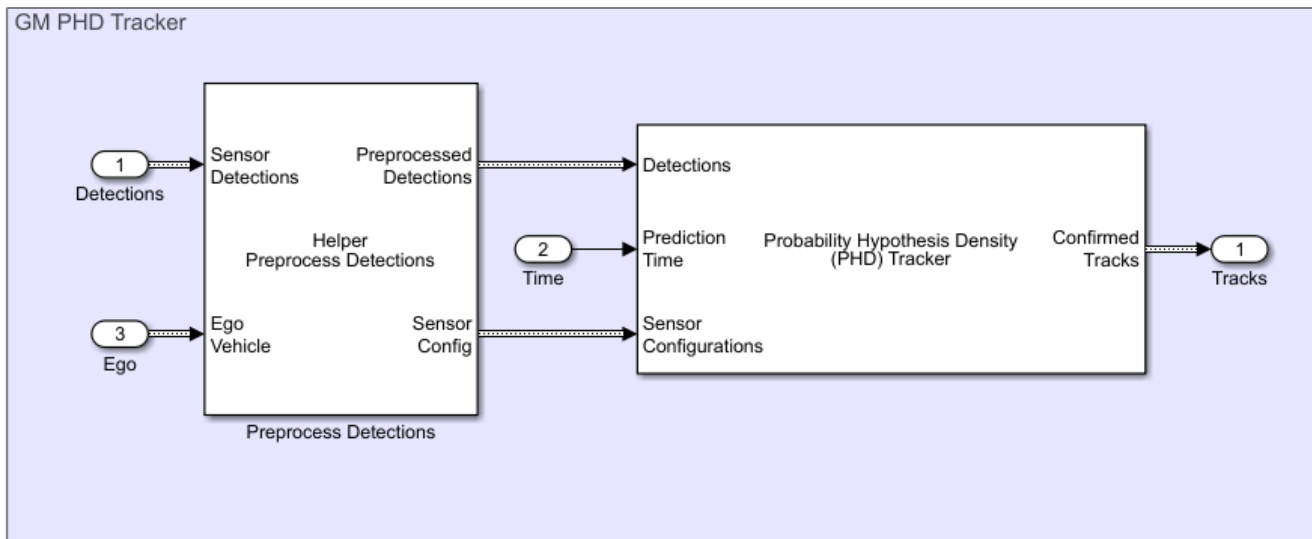 GM PHD Tracker
1
Detections
3
Ego
Sensor
Detections
Preprocessed
Detections
Helper
Preprocess Detections
Ego
Vehicle
Sensor
Config
Preprocess Detections
2
Time
Detections
Prediction
Time
Probability Hypothesis Density
(PHD) Tracker
Confirmed
Tracks
Sensor
Configurations
1
Tracks